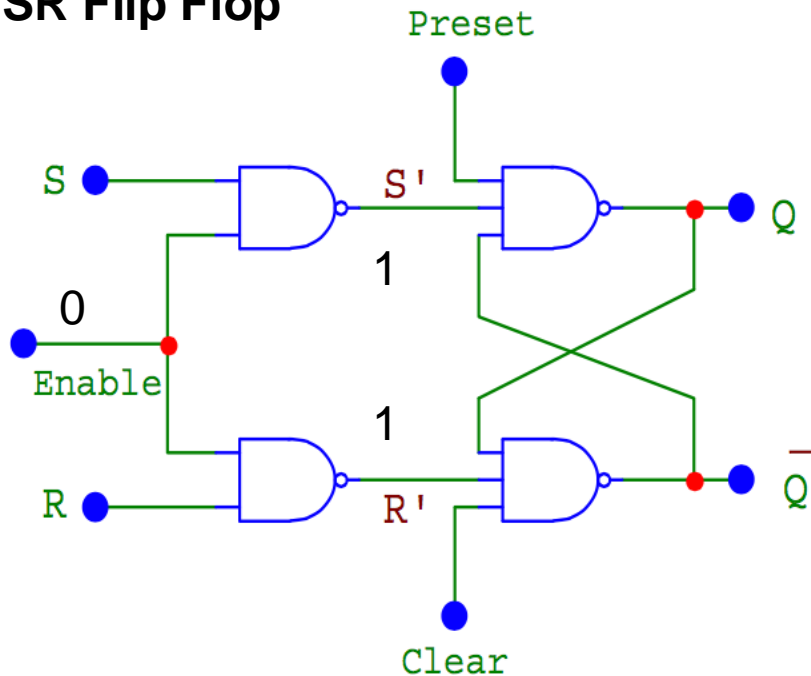 SR Flip Flop
Preset
S
S'
Q
1
0
Enable
1
R
R'
Q̅
Clear